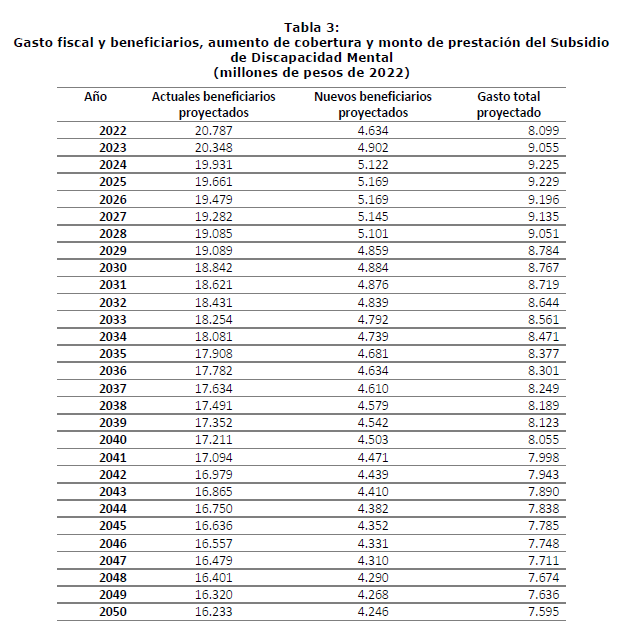 Tabla 3:
Gasto fiscal y beneficiarios, aumento de cobertura y monto de prestación del Subsidio
de Discapacidad Mental
(millones de pesos de 2022)
Año Actuales beneficiarios Nuevos beneficiarios Gasto total
proyectados proyectados proyectado
2022 20.787 4.634 8.099
2023 20.348 4.902 9.055
2024 19.931 5.122 9.225
2025 19.661 5.169 9.229
2026 19.479 5.169 9.196
2027 19.282 5.145 9.135
2028 19.085 5.101 9.051
2029 19.089 4.859 8.784
2030 18.842 4.884 8.767
2031 18.621 4.876 8.719
2032 18.431 4.839 8.644
2033 18.254 4.792 8.561
2034 18.081 4.739 8.471
2035 17.908 4.681 8.377
2036 17.782 4.634 8.301
2037 17.634 4.610 8.249
2038 17.491 4.579 8.189
2039 17.352 4.542 8.123
2040 17.211 4.503 8.055
2041 17.094 4.471 7.998
2042 16.979 4.439 7.943
2043 16.865 4.410 7.890
2044 16.750 4.382 7.838
2045 16.636 4.352 7.785
2046 16.557 4.331 7.748
2047 16.479 4.310 7.711
2048 16.401 4.290 7.674
2049 16.320 4.268 7.636
2050 16.233 4.246 7.595